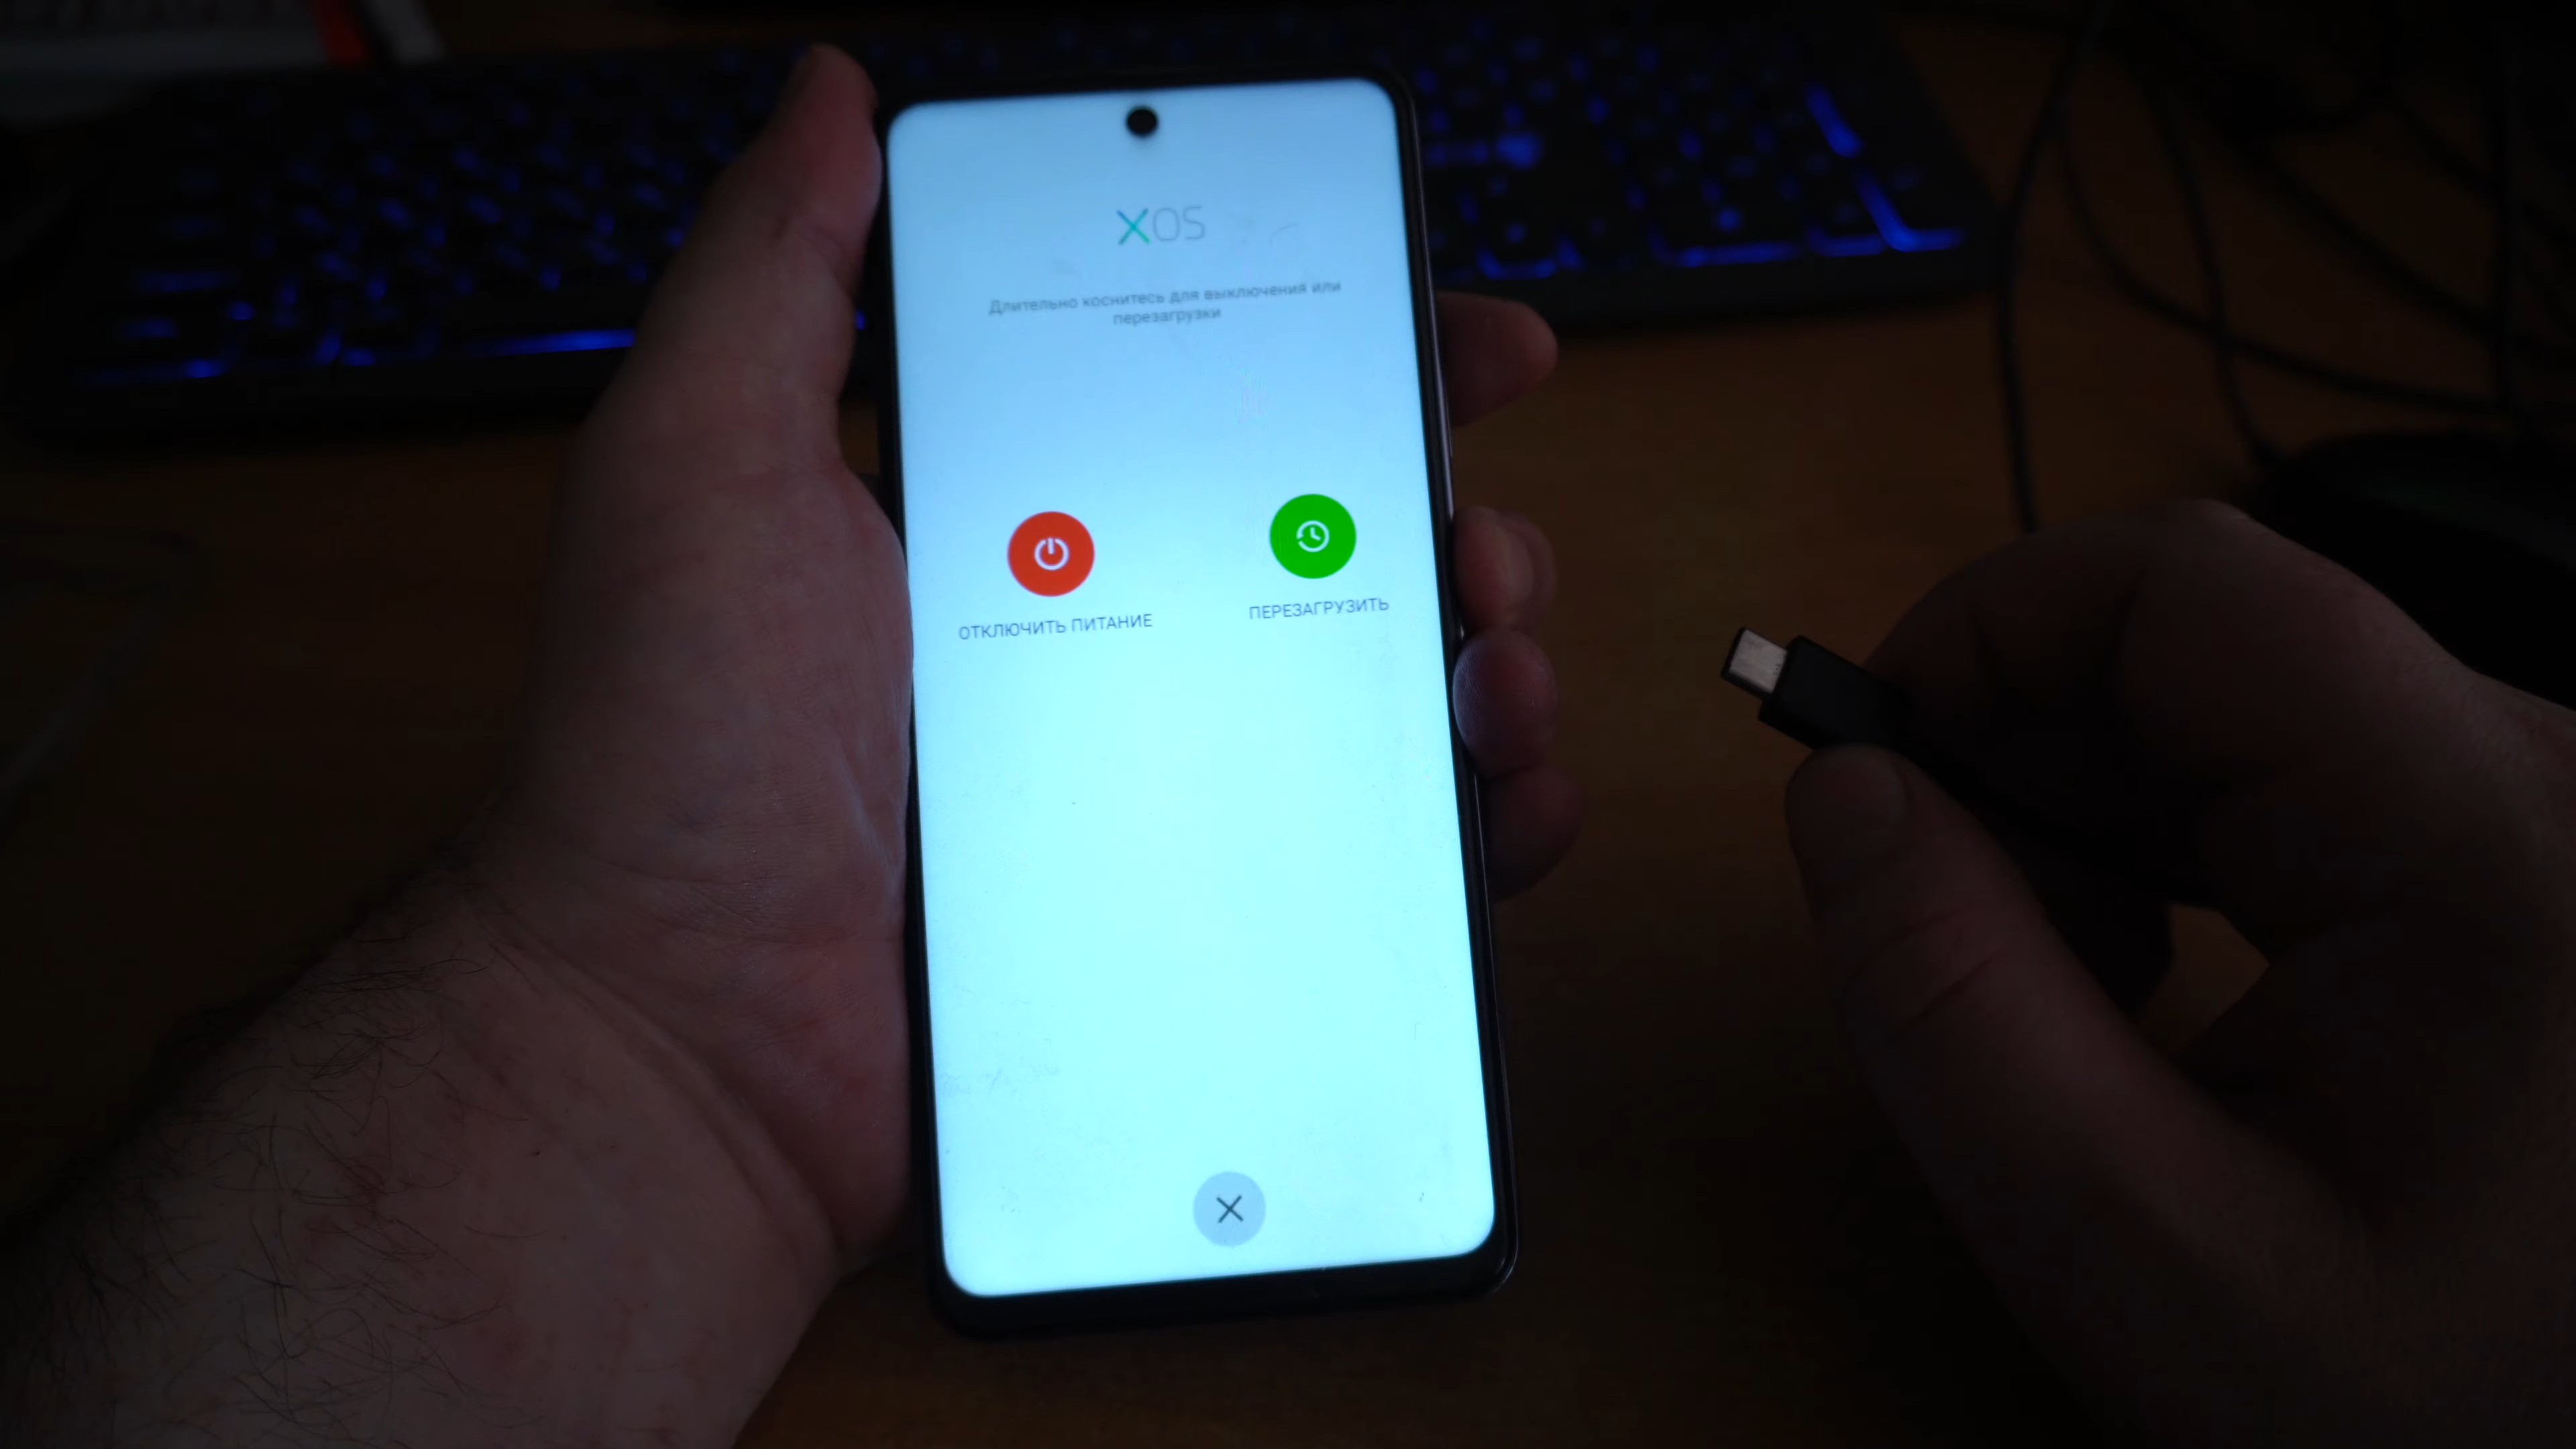 XOS
Длительно коснитесь для выключения или
перезагрузки
ОТКЛЮЧИТЬ ПИТАНИЕ
ПЕРЕЗАГРУЗИТЬ